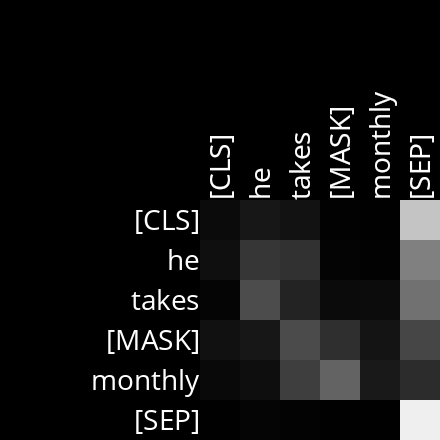 [CLS]
he
takes
[MASK]
monthly
[SEP]
[CLS]
he
takes
[MASK]
monthly
[SEP]